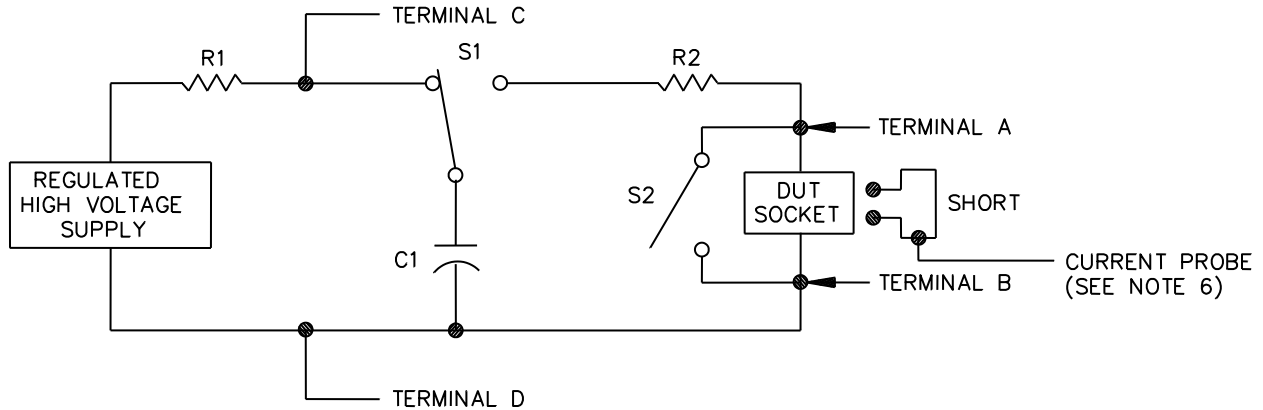 TERMINAL C
S1
R1
R2
TERMINAL A
REGULATED
HIGH VOLTAGE
SUPPLY
S2
DUT
SOCKET
SHORT
C1
CURRENT PROBE
(SEE NOTE 6)
TERMINAL B
TERMINAL D